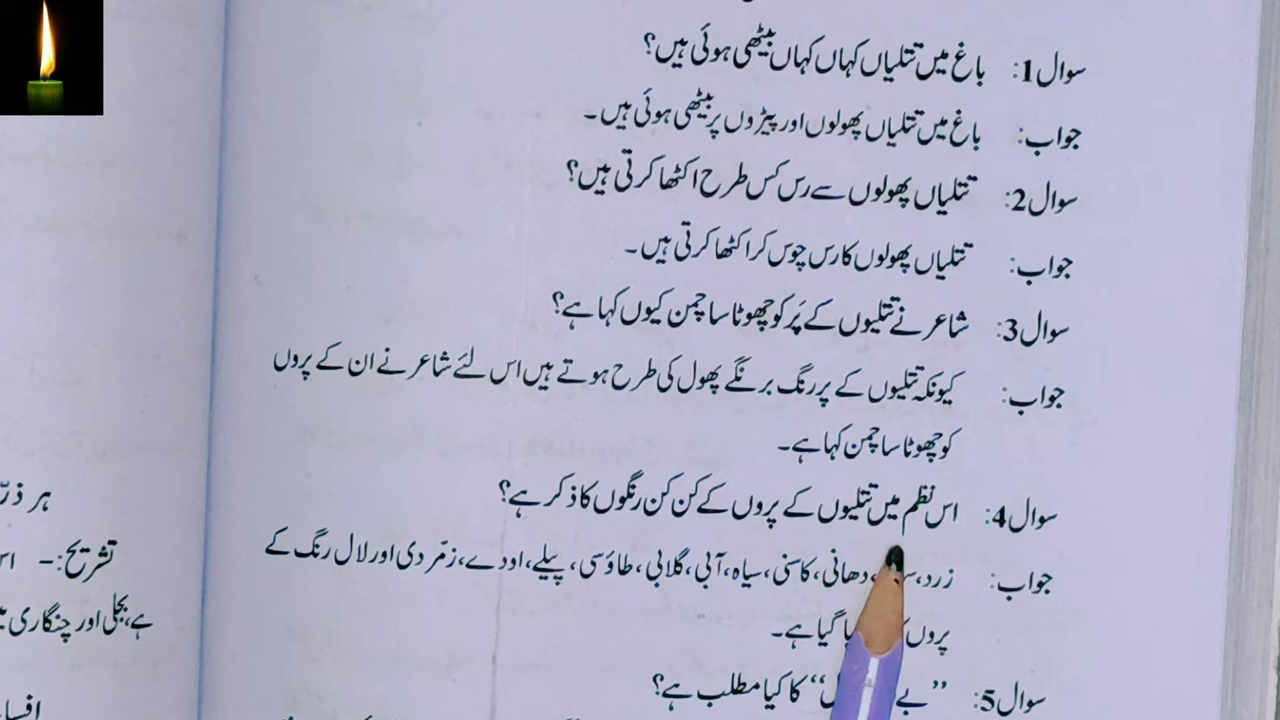 سوال 1: باغ میں تتلیاں کہاں کہاں بیٹھی ہوئی ہیں؟
جواب: باغ میں تتلیاں پھولوں اور پیڑوں پر بیٹھی ہوئی ہیں۔
سوال 2: تتلیاں پھولوں سے رس کس طرح اکٹھا کرتی ہیں؟
جواب: تتلیاں پھولوں کا رس چوس کر اکٹھا کرتی ہیں۔
سوال 3: شاعر نے تتلیوں کے پَر کو چھوٹا سا چمن کیوں کہا ہے؟
جواب: کیونکہ تتلیوں کے پر رنگ برنگے پھول کی طرح ہوتے ہیں اس لئے شاعر نے ان کے پروں
کو چھوٹا سا چمن کہا ہے۔
سوال 4: اس نظم میں تتلیوں کے پروں کے کن کن رنگوں کا ذکر ہے؟
جواب: زرد، دھانی، کاسنی، سیاہ، آبی، گلابی، طاؤسی، پیلے، اودے، زمّردی اور لال رنگ کے
پروں گیا ہے۔
سوال 5: ”بے “ کا کیا مطلب ہے؟
ہر
تشریح:-
ہے، بجلی اور چنگاری